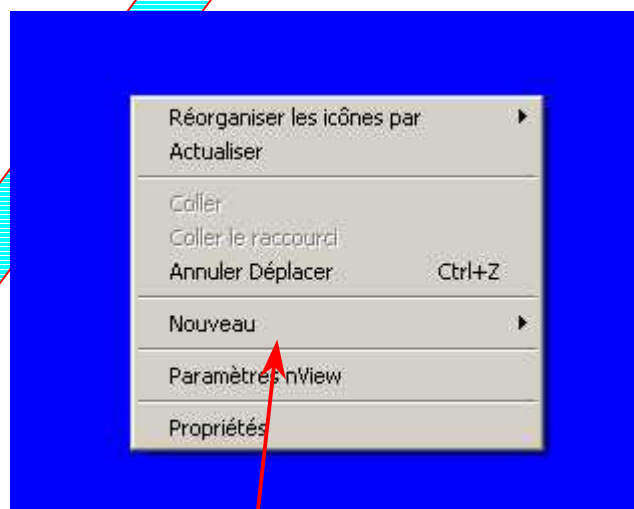 Réorganiser les icônes par
Actualiser
Coller
Coller le raccourci
Annuler Déplacer Ctrl+Z
Nouveau
Paramètres nView
Propriétés